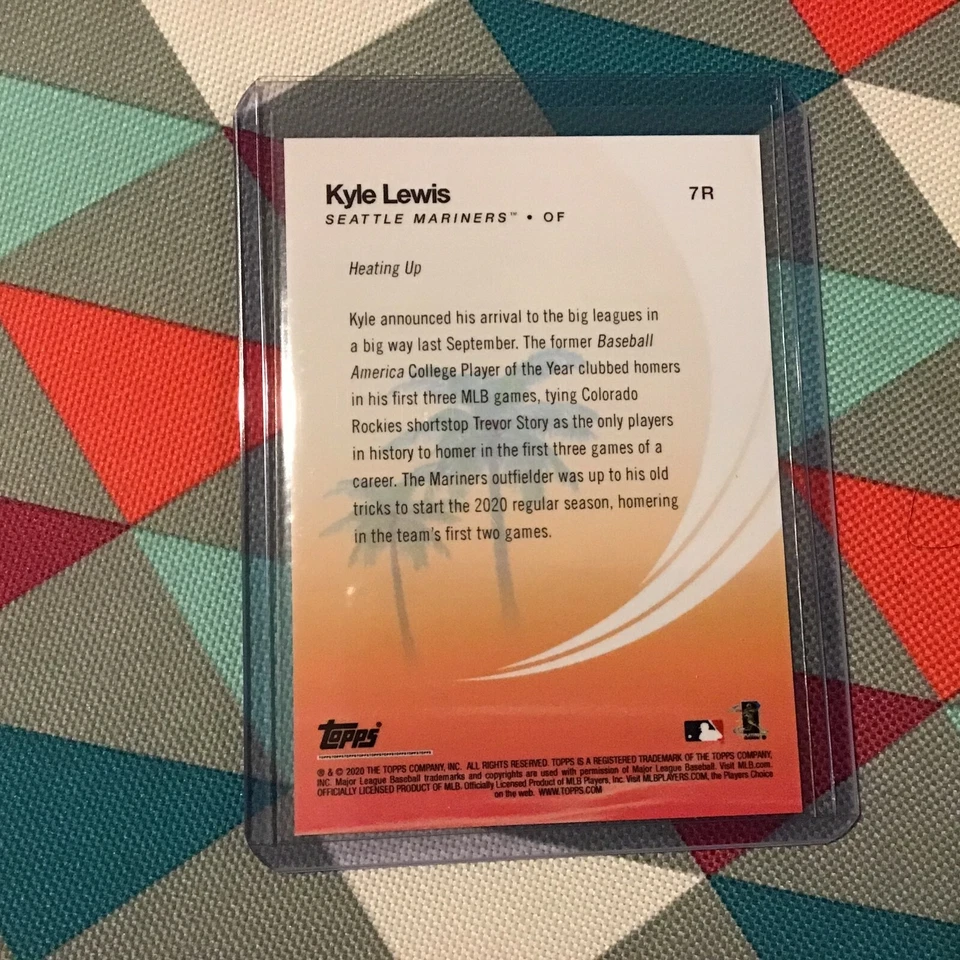 Kyle Lewis
7R
SEATTLE MARINERS™ • OF
Heating Up
Kyle announced his arrival to the big leagues in
a big way last September. The former Baseball
America College Player of the Year clubbed homers
in his first three MLB games, tying Colorado
Rockies shortstop Trevor Story as the only players
in history to homer in the first three games of a
career. The Mariners outfielder was up to his old
tricks to start the 2020 regular season, homering
in the team's first two games.
Topps
® & © 2020 THE TOPPS COMPANY, INC. ALL RIGHTS RESERVED. TOPPS IS A REGISTERED TRADEMARK OF THE TOPPS COMPANY,
INC. Major League Baseball trademarks and copyrights are used with permission of Major League Baseball. Visit MLB.com.
OFFICIALLY LICENSED PRODUCT OF MLB. Officially Licensed Product of MLB Players, Inc. Visit MLBPLAYERS.COM, the Players Choice
on the web. WWW.TOPPS.COM